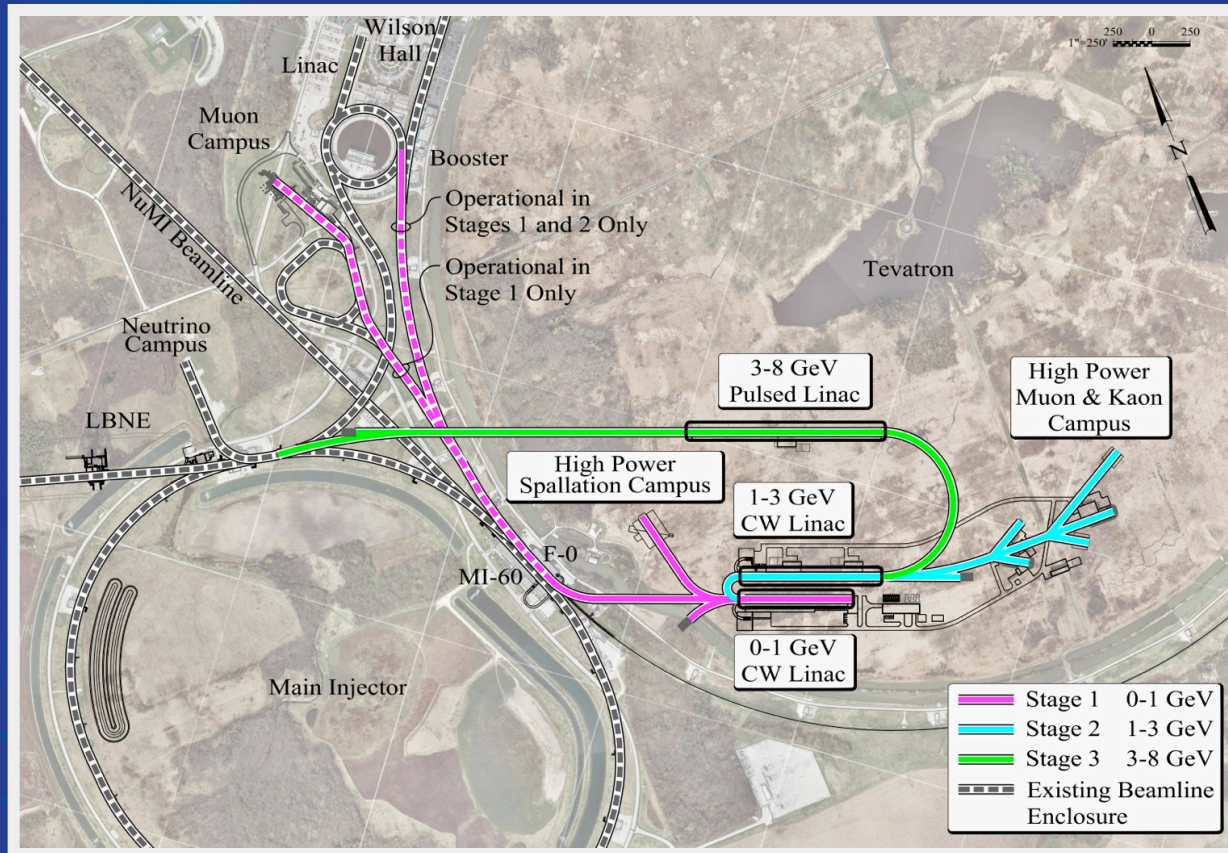 Wilson
Hall
Linac
250 0 250
1"=250'
N
Muon
Campus
Booster
Operational in
Stages 1 and 2 Only
NuMI Beamline
Operational in
Stage 1 Only
Tevatron
Neutrino
Campus
3-8 GeV
Pulsed Linac
High Power
Muon & Kaon
Campus
LBNE
High Power
Spallation Campus
1-3 GeV
CW Linac
F-0
MI-60
0-1 GeV
CW Linac
Main Injector
Stage 1 0-1 GeV
Stage 2 1-3 GeV
Stage 3 3-8 GeV
Existing Beamline
Enclosure